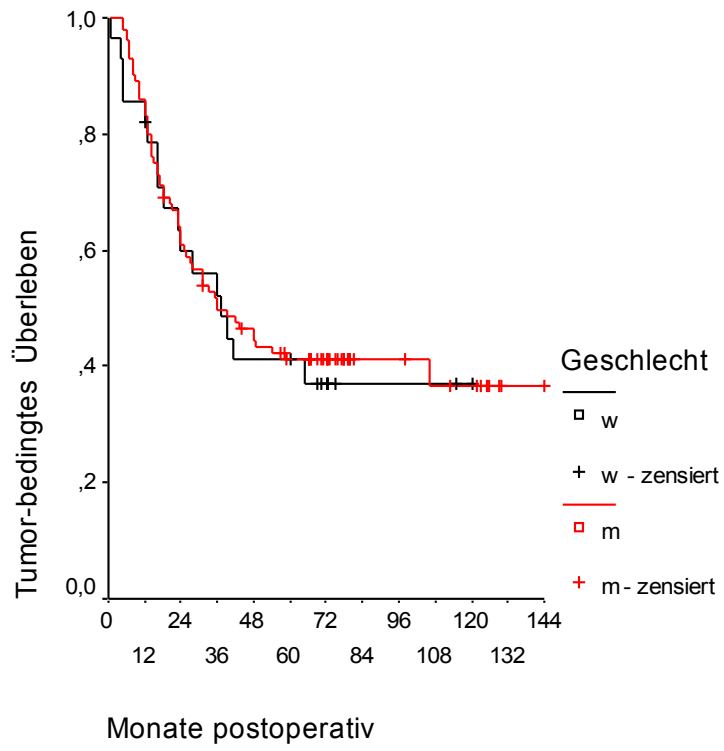 1,0
,8
,6
,4
,2
0,0
Tumor-bedingtes Überleben
0 24 48 72 96 120 144
12 36 60 84 108 132
Monate postoperativ
Geschlecht
w
w - zensiert
m
m - zensiert